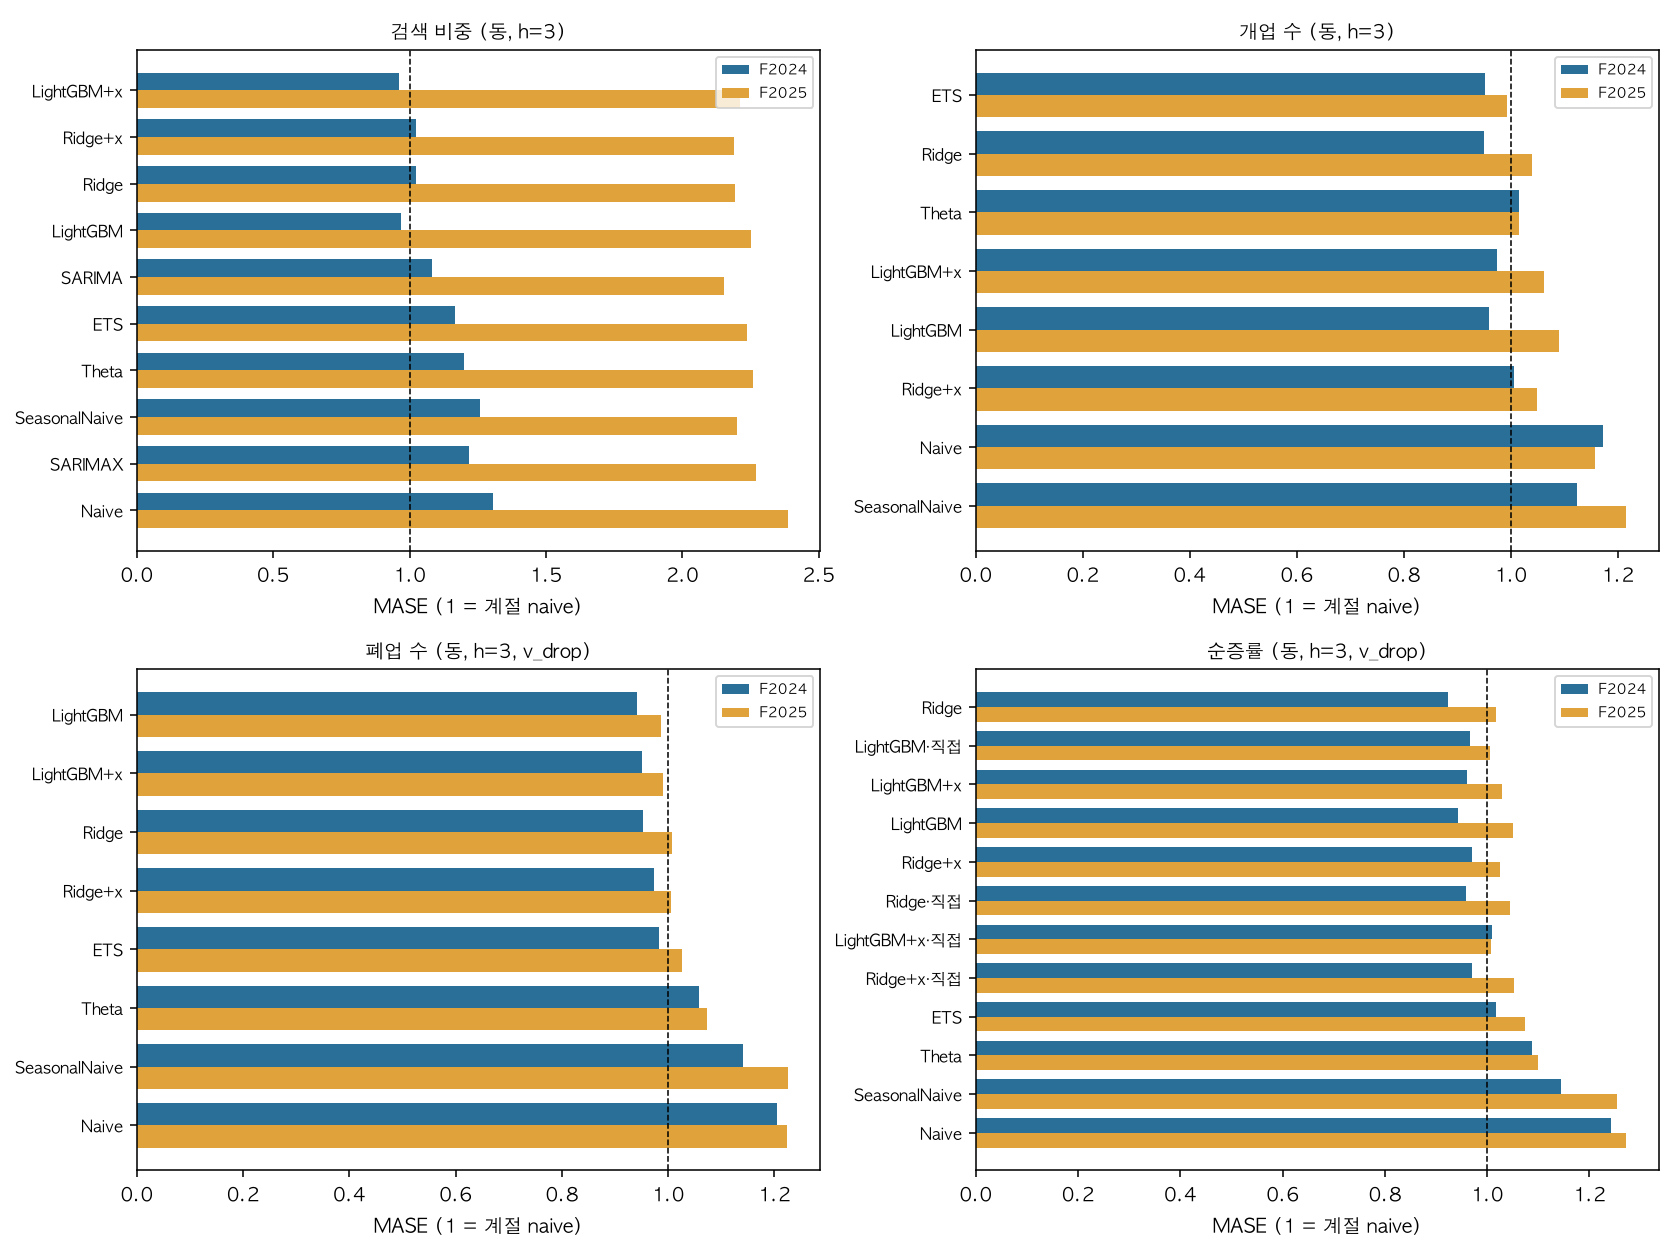 검색 비중 (동, h=3)
F2024
F2025
LightGBM+x
Ridge+x
Ridge
LightGBM
SARIMA
ETS
Theta
SeasonalNaive
SARIMAX
Naive
0.0 0.5 1.0 1.5 2.0 2.5
MASE (1 = 계절 naive)
개업 수 (동, h=3)
F2024
F2025
ETS
Ridge
Theta
LightGBM+x
LightGBM
Ridge+x
Naive
SeasonalNaive
0.0 0.2 0.4 0.6 0.8 1.0 1.2
MASE (1 = 계절 naive)
폐업 수 (동, h=3, v_drop)
F2024
F2025
LightGBM
LightGBM+x
Ridge
Ridge+x
ETS
Theta
SeasonalNaive
Naive
0.0 0.2 0.4 0.6 0.8 1.0 1.2
MASE (1 = 계절 naive)
순증률 (동, h=3, v_drop)
F2024
F2025
Ridge
LightGBM·직접
LightGBM+x
LightGBM
Ridge+x
Ridge·직접
LightGBM+x·직접
Ridge+x·직접
ETS
Theta
SeasonalNaive
Naive
0.0 0.2 0.4 0.6 0.8 1.0 1.2
MASE (1 = 계절 naive)